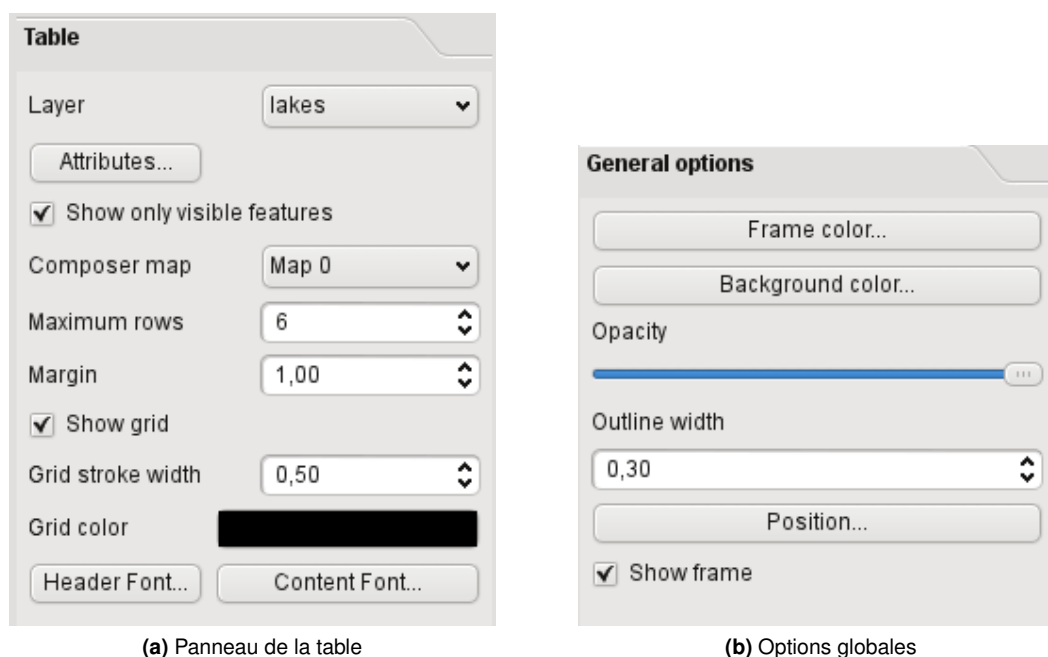 Table
Layer
lakes
Attributes...
Show only visible features
Composer map
Map 0
Maximum rows
6
Margin
1,00
Show grid
Grid stroke width
0,50
Grid color
Header Font...
Content Font...
(a) Panneau de la table
General options
Frame color...
Background color...
Opacity
Outline width
0,30
Position...
Show frame
(b) Options globales